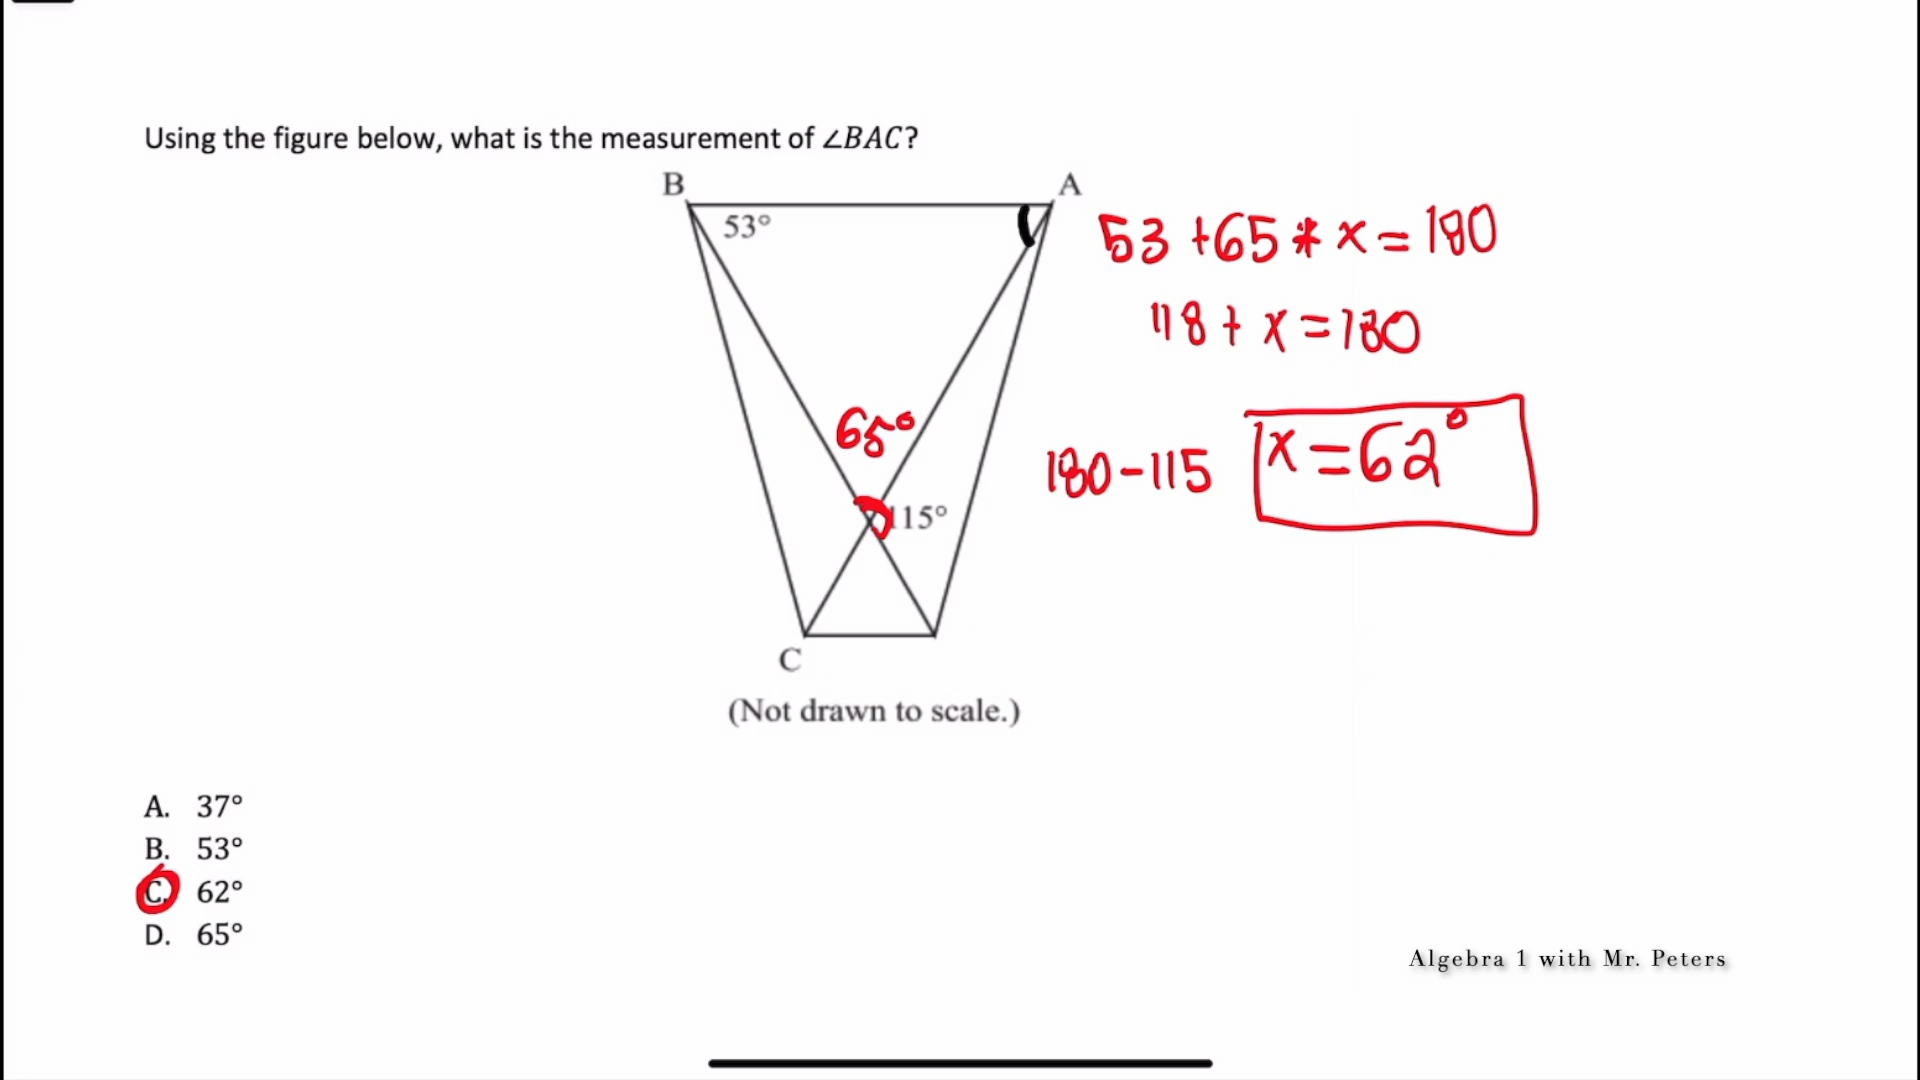 Using the figure below, what is the measurement of ∠BAC?
B
A
53°
53 + 65 * x = 180
118 + x = 180
65°
180 - 115
x = 62°
115°
C
(Not drawn to scale.)
A. 37°
B. 53°
C. 62°
D. 65°
Algebra 1 with Mr. Peters